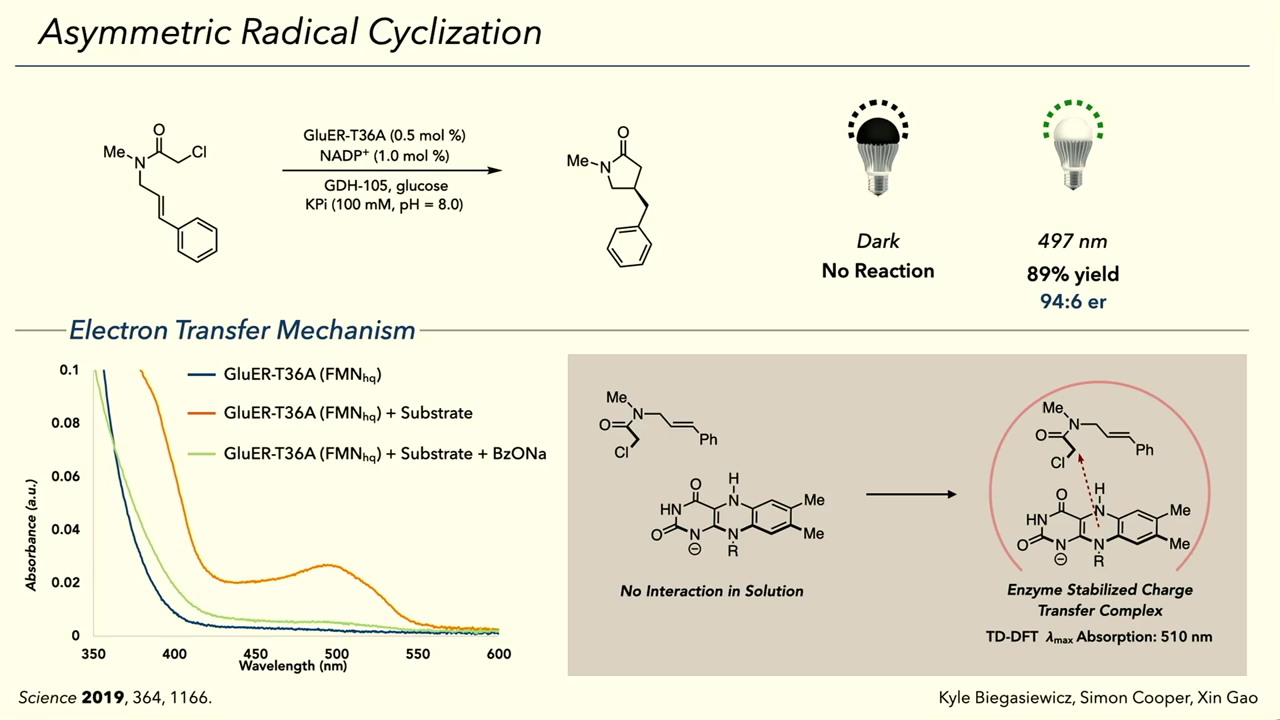 Asymmetric Radical Cyclization
O
Me
N
Cl
GluER-T36A (0.5 mol %)
NADP⁺ (1.0 mol %)
GDH-105, glucose
KPi (100 mM, pH = 8.0)
O
Me
N
Dark
No Reaction
497 nm
89% yield
94:6 er
Electron Transfer Mechanism
0.1
0.08
0.06
0.04
0.02
0
Absorbance (a.u.)
350
400
450
500
550
600
Wavelength (nm)
GluER-T36A (FMNhq)
GluER-T36A (FMNhq) + Substrate
GluER-T36A (FMNhq) + Substrate + BzONa
Me
N
O
Cl
Ph
O
H
N
HN
Me
O
N
N
Me
⊖
R
No Interaction in Solution
Me
N
O
Cl
Ph
O
H
N
HN
Me
O
N
N
Me
⊖
R
Enzyme Stabilized Charge
Transfer Complex
TD-DFT λmax Absorption: 510 nm
Science 2019, 364, 1166.
Kyle Biegasiewicz, Simon Cooper, Xin Gao